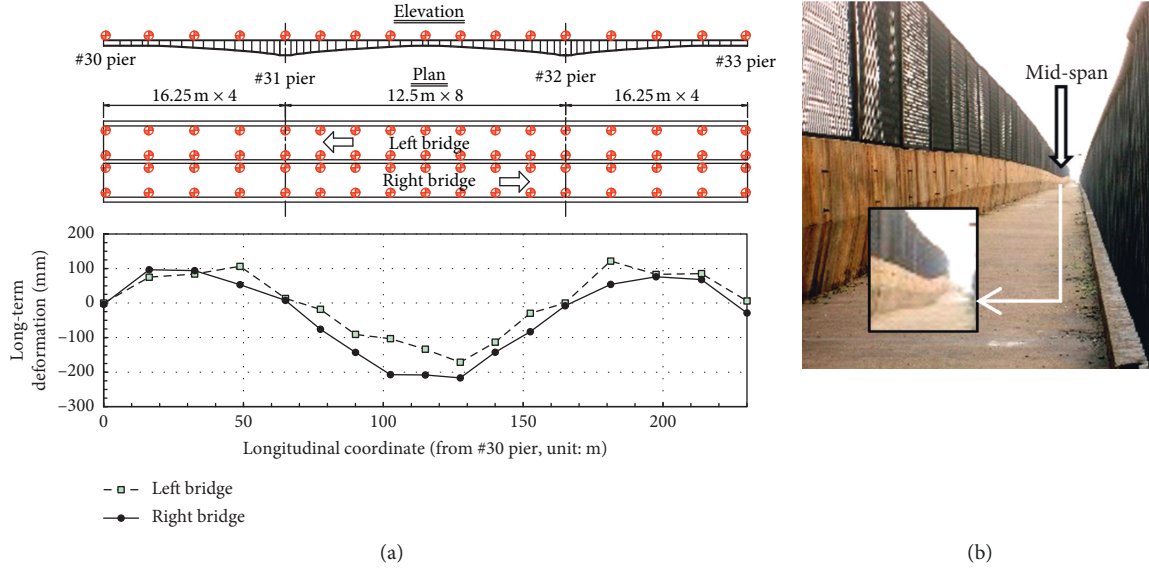 Elevation
#30 pier
#31 pier
#32 pier
#33 pier
Plan
16.25 m × 4
12.5 m × 8
16.25 m × 4
Left bridge
Right bridge
Long-term deformation (mm)
200
100
0
−100
−200
−300
0
50
100
150
200
Longitudinal coordinate (from #30 pier, unit: m)
Left bridge
Right bridge
(a)
Mid-span
(b)